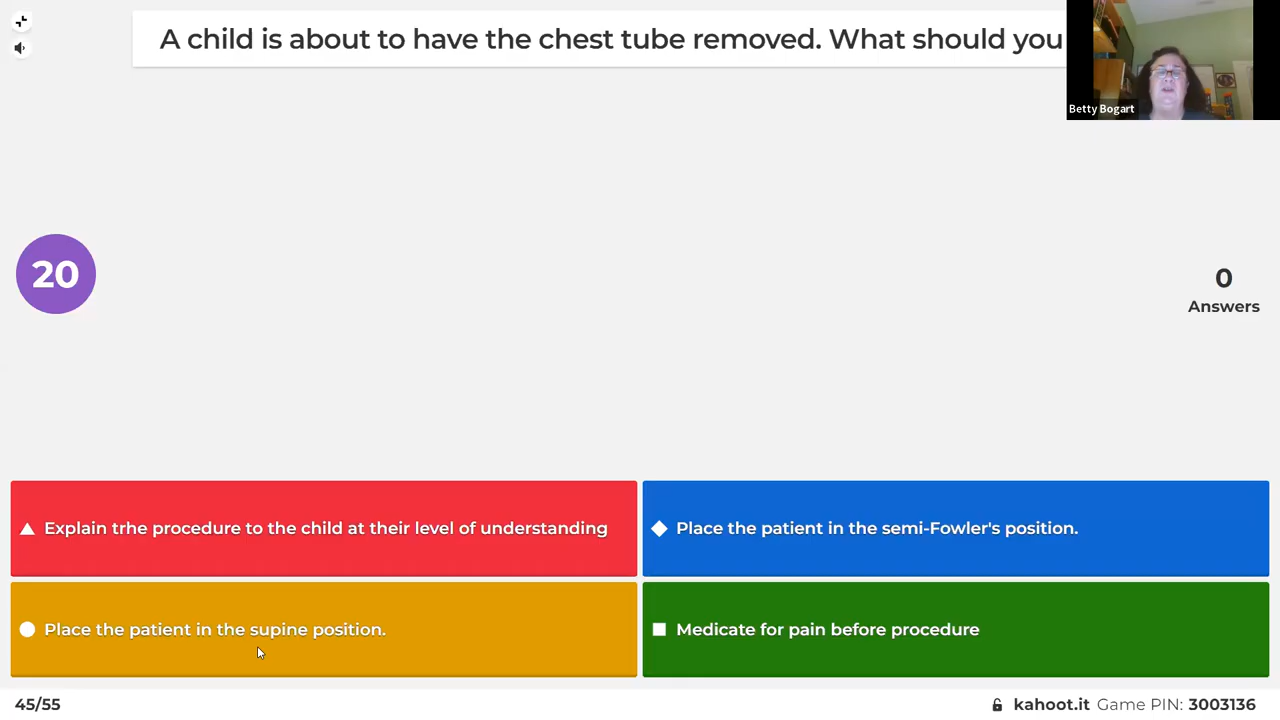 A child is about to have the chest tube removed. What should you
Betty Bogart
20
0
Answers
Explain trhe procedure to the child at their level of understanding
Place the patient in the semi-Fowler's position.
Place the patient in the supine position.
Medicate for pain before procedure
45/55
kahoot.it Game PIN: 3003136